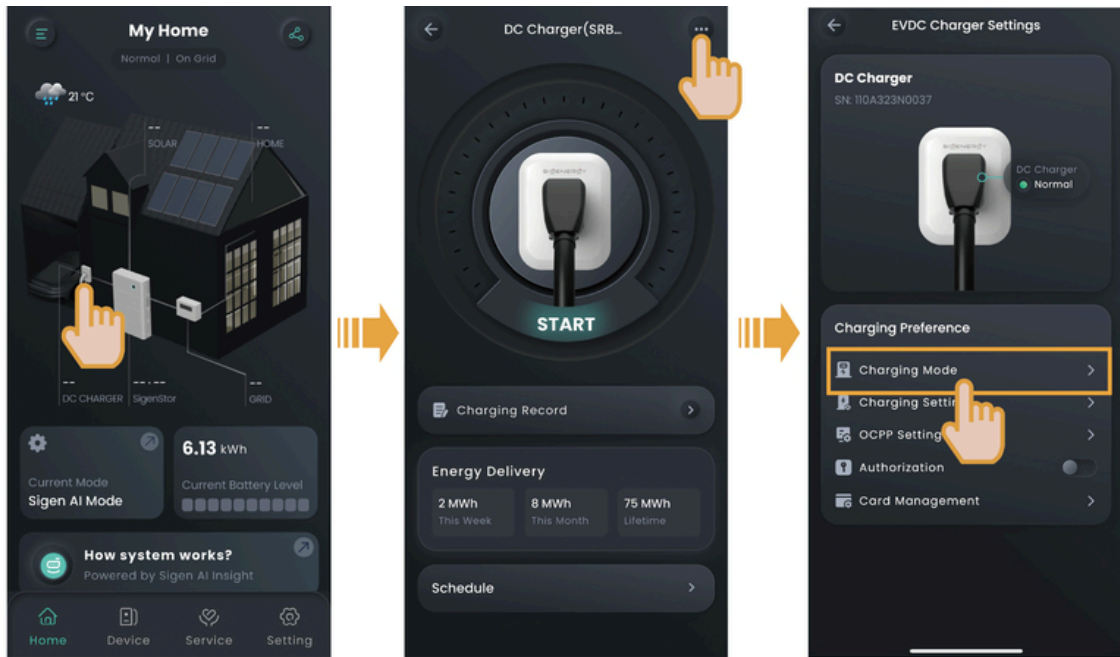 My Home
Normal | On Grid
21 °C
--
SOLAR
--
HOME
--
DC CHARGER
--.--
SigenStor
--
GRID
Current Mode
Sigen AI Mode
6.13 kWh
Current Battery Level
How system works?
Powered by Sigen AI Insight
Home
Device
Service
Setting
DC Charger(SRB...
START
Charging Record
Energy Delivery
2 MWh
This Week
8 MWh
This Month
75 MWh
Lifetime
Schedule
EVDC Charger Settings
DC Charger
SN: 110A323N0037
DC Charger
Normal
Charging Preference
Charging Mode
Charging Settin
OCPP Setting
Authorization
Card Management